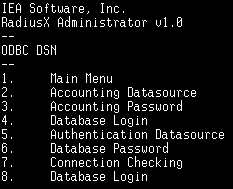 IEA Software, Inc.
RadiusX Administrator v1.0
--
ODBC DSN
--
1. Main Menu
2. Accounting Datasource
3. Accounting Password
4. Database Login
5. Authentication Datasource
6. Database Password
7. Connection Checking
8. Database Login